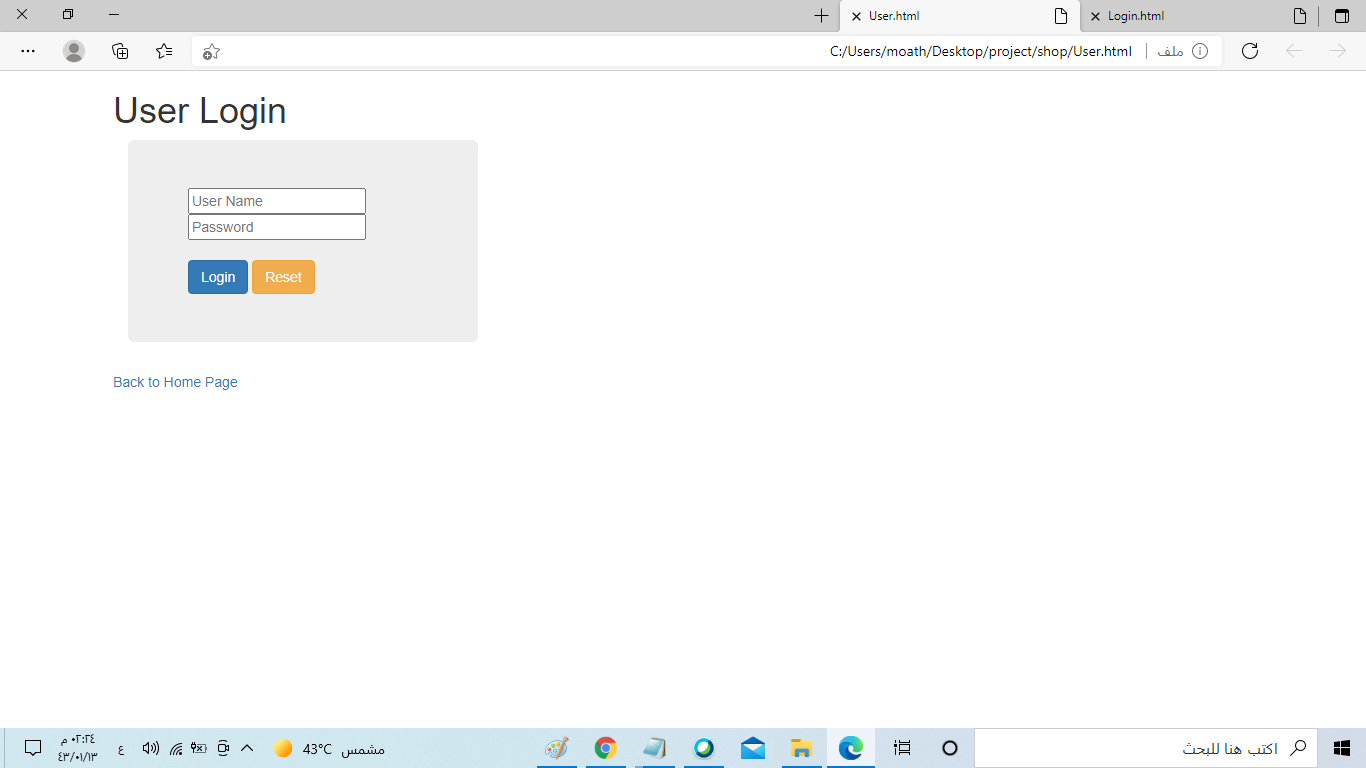 User.html
Login.html
C:/Users/moath/Desktop/project/shop/User.html
ملف
User Login
User Name
Password
Login Reset
Back to Home Page
٠٢:٢٤ م
٤٣/٠١/١٣
ع
43°C مشمس
اكتب هنا للبحث